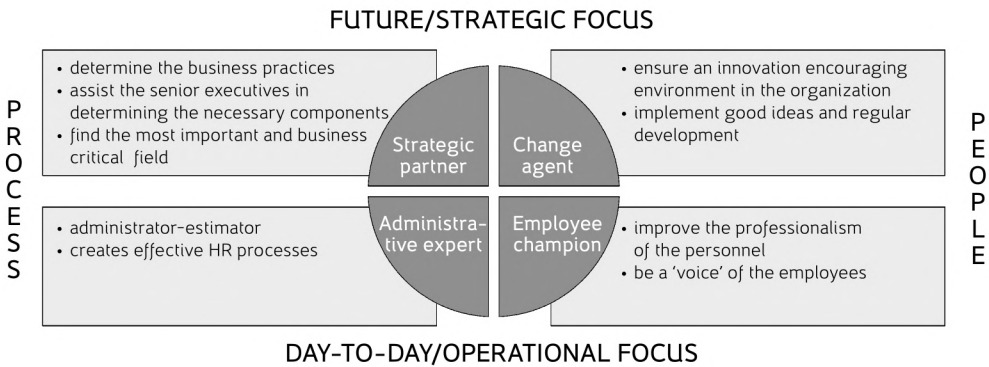 FUTURE/STRATEGIC FOCUS
PROCESS
• determine the business practices
• assist the senior executives in
determining the necessary components
• find the most important and business
critical field
Strategic
partner
Change
agent
• ensure an innovation encouraging
environment in the organization
• implement good ideas and regular
development
PEOPLE
• administrator-estimator
• creates effective HR processes
Administra-
tive expert
Employee
champion
• improve the professionalism
of the personnel
• be a ‘voice’ of the employees
DAY-TO-DAY/OPERATIONAL FOCUS